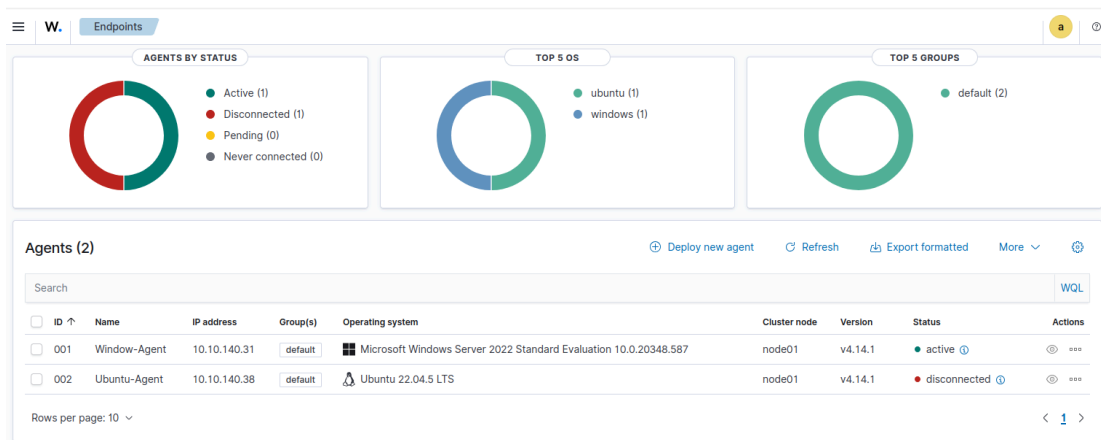 W. Endpoints a
AGENTS BY STATUS
Active (1)
Disconnected (1)
Pending (0)
Never connected (0)
TOP 5 OS
ubuntu (1)
windows (1)
TOP 5 GROUPS
default (2)
Agents (2) Deploy new agent Refresh Export formatted More
Search WQL
ID ↑ Name IP address Group(s) Operating system Cluster node Version Status Actions
001 Window-Agent 10.10.140.31 default Microsoft Windows Server 2022 Standard Evaluation 10.0.20348.587 node01 v4.14.1 active
002 Ubuntu-Agent 10.10.140.38 default Ubuntu 22.04.5 LTS node01 v4.14.1 disconnected
Rows per page: 10 < 1 >